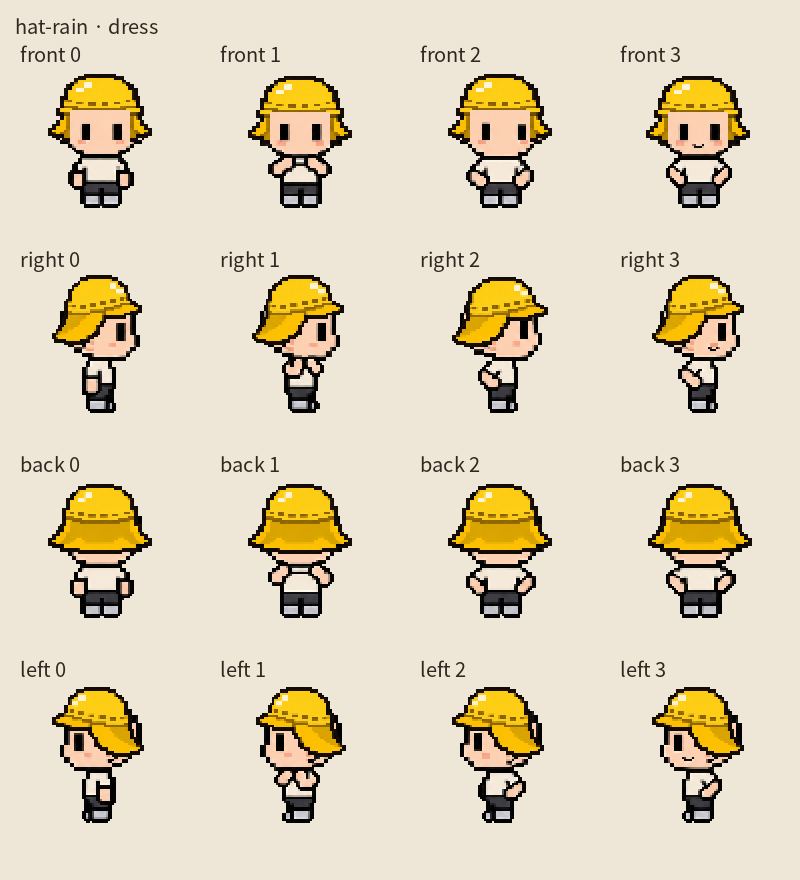 hat-rain · dress
front 0 front 1 front 2 front 3
right 0 right 1 right 2 right 3
back 0 back 1 back 2 back 3
left 0 left 1 left 2 left 3